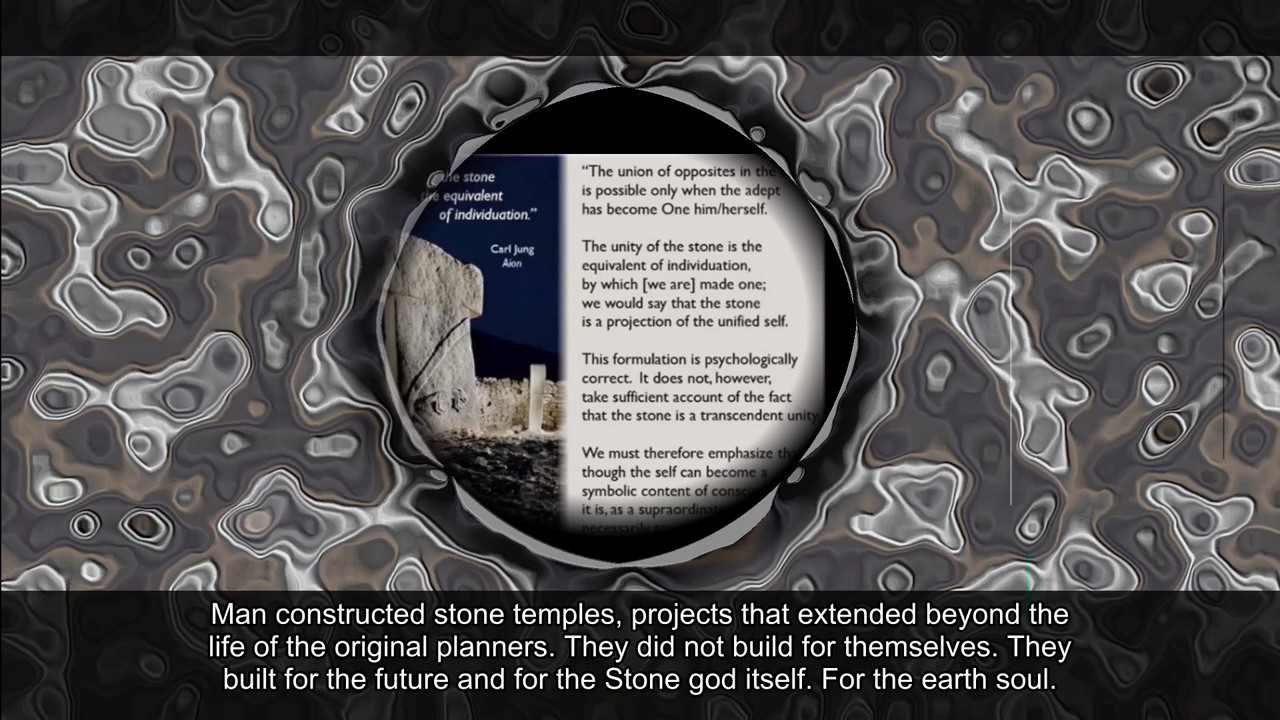 the stone
the equivalent
of individuation.”
Carl Jung
Aion
“The union of opposites in the
is possible only when the adept
has become One him/herself.
The unity of the stone is the
equivalent of individuation,
by which [we are] made one;
we would say that the stone
is a projection of the unified self.
This formulation is psychologically
correct. It does not, however,
take sufficient account of the fact
that the stone is a transcendent unity
We must therefore emphasize
though the self can become a
symbolic content of
it is, as a
necessarily
Man constructed stone temples, projects that extended beyond the
life of the original planners. They did not build for themselves. They
built for the future and for the Stone god itself. For the earth soul.